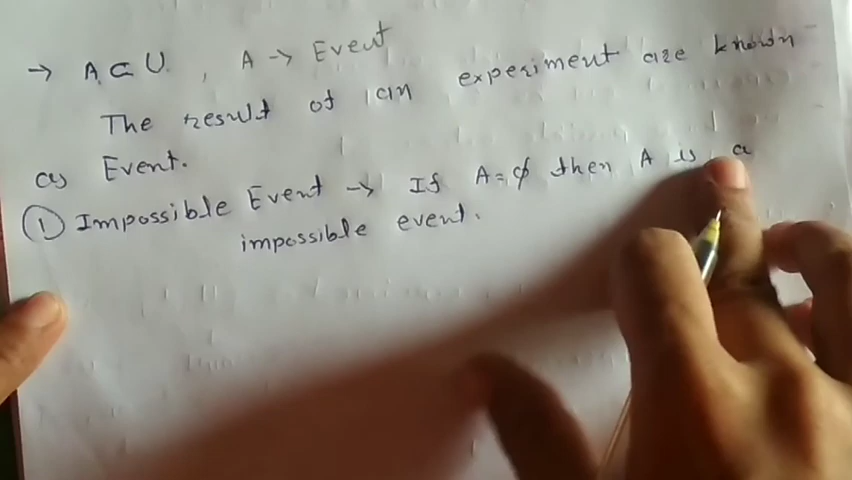 → A ⊂ U. , A → Event
The result of an experiment are known
as Event.
① Impossible Event → If A = φ then A is a
impossible event.